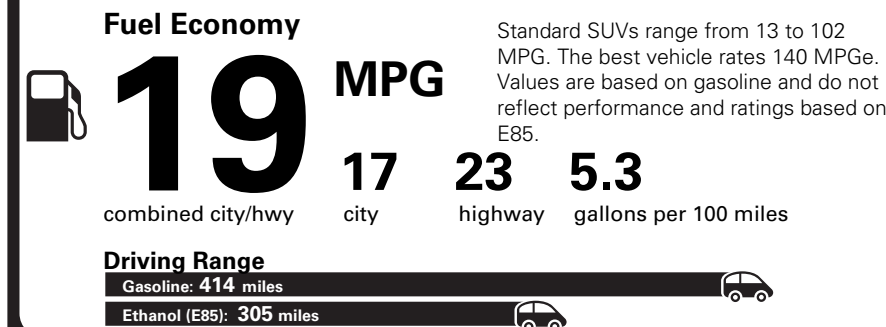 Fuel Economy
19 MPG
Standard SUVs range from 13 to 102
MPG. The best vehicle rates 140 MPGe.
Values are based on gasoline and do not
reflect performance and ratings based on
E85.
17 23 5.3
combined city/hwy city highway gallons per 100 miles
Driving Range
Gasoline: 414 miles
Ethanol (E85): 305 miles